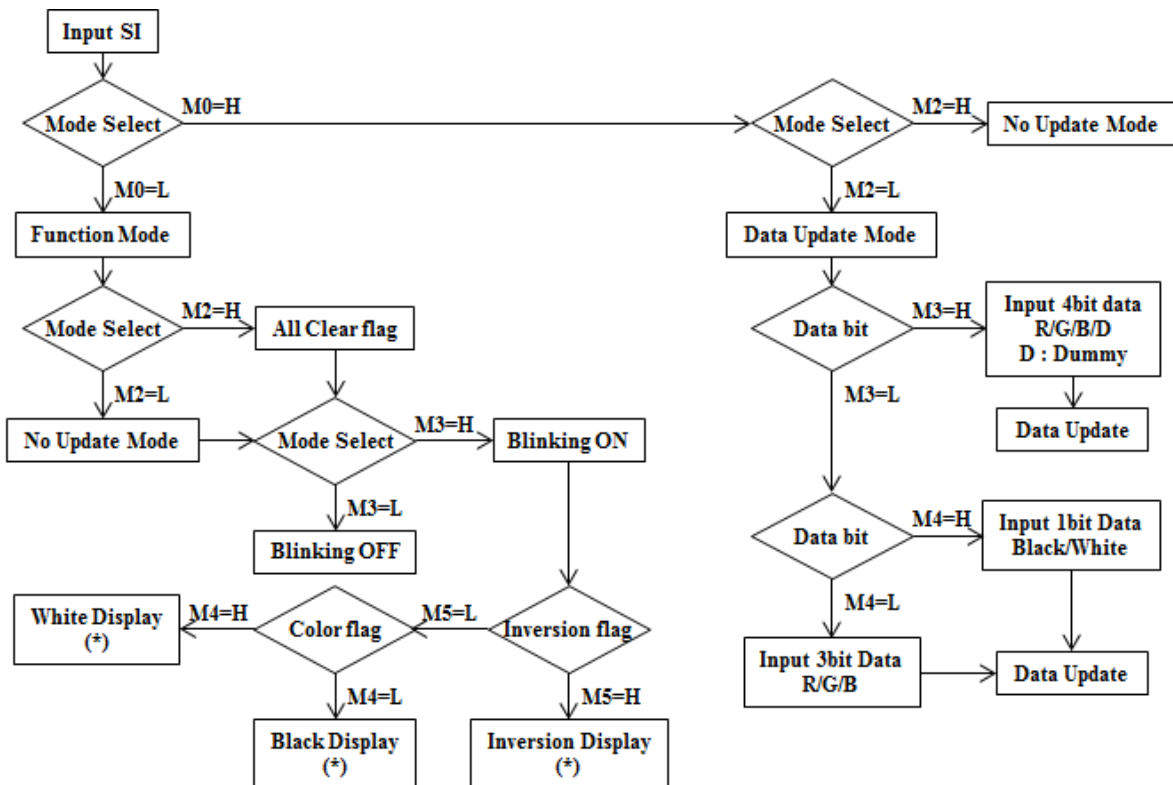 Input SI
Mode Select
M0=H
M0=L
Mode Select
M2=H
No Update Mode
M2=L
Function Mode
Data Update Mode
Mode Select
M2=H
All Clear flag
M2=L
Data bit
M3=H
Input 4bit data
R/G/B/D
D : Dummy
M3=L
Data Update
No Update Mode
Mode Select
M3=H
Blinking ON
M3=L
Blinking OFF
Data bit
M4=H
Input 1bit Data
Black/White
M4=L
White Display
(*)
M4=H
Color flag
M5=L
Inversion flag
Input 3bit Data
R/G/B
Data Update
M4=L
M5=H
Black Display
(*)
Inversion Display
(*)